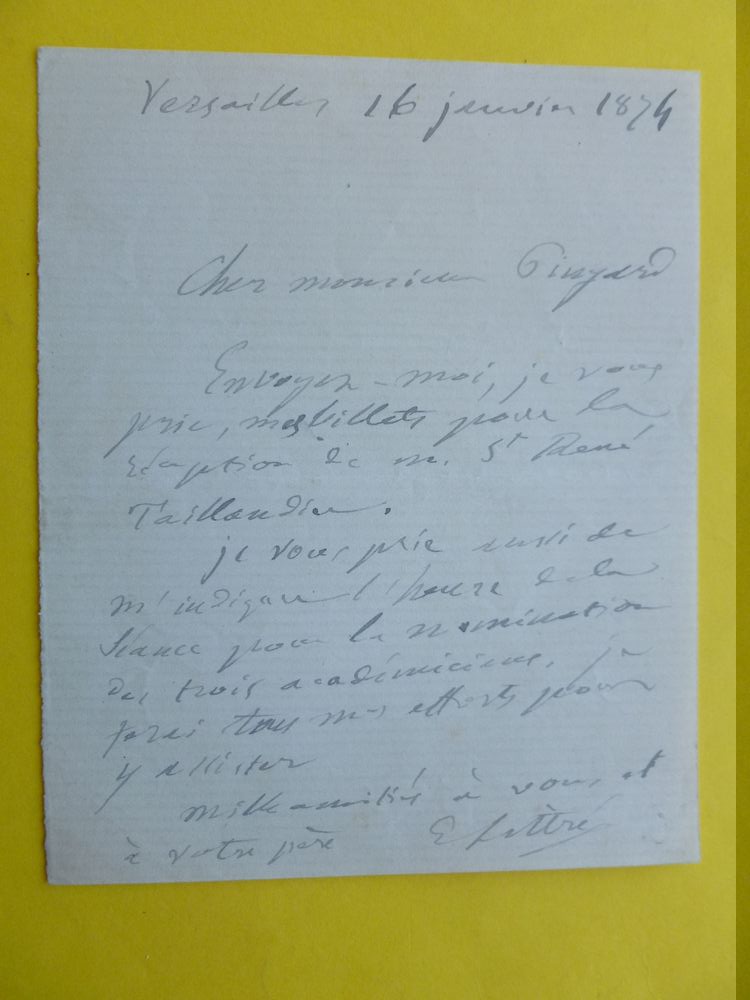 Versailles 16 janvier 1874
Cher monsieur Pingard
Envoyez-moi, je vous
prie, mes billets pour la
réception de m. St René
Taillandier.
je vous prie aussi de
m'indiquer l'heure de la
séance pour la nomination
des trois académiciens. je
ferai tous mes efforts pour
y assister
mille amitiés à vous et
à votre père E Littré